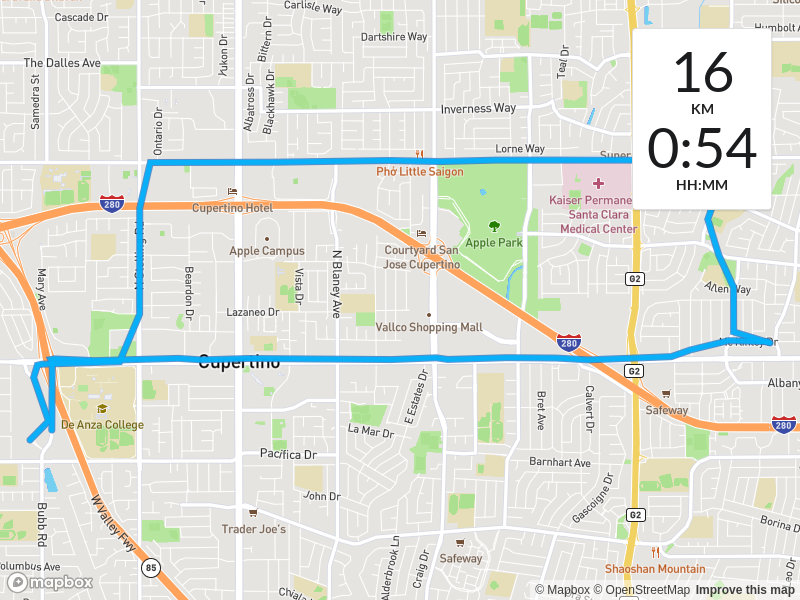 Carlisle Way
Cascade Dr
Bittern Dr
Dartshire Way
Humbolt A
Yukon Dr
Teal Dr
The Dalles Ave
16
KM
Samedra St
Albatross Dr
Blackhawk Dr
Inverness Way
Ontario Dr
Lorne Way
0:54
Super
Phở Little Saigon
HH:MM
Kaiser Permane
Santa Clara
Medical Center
280
Cupertino Hotel
Apple Campus
N Blaney Ave
Courtyard San
Jose Cupertino
Apple Park
Mary Ave
Beardon Dr
Vista Dr
G2
Aften Way
Lazaneo Dr
Vallco Shopping Mall
280
Cupertino
G2
Albany
E Estates Dr
Bret Ave
Calvert Dr
Safeway
De Anza College
La Mar Dr
280
Pacifica Dr
Barnhart Ave
Bubb Rd
W Valley Fwy
John Dr
Gascoigne Dr
Trader Joe's
G2
Borina D
Alderbrook Ln
Craig Dr
Safeway
Shaoshan Mountain
olumbus Ave
85
mapbox
© Mapbox © OpenStreetMap Improve this map